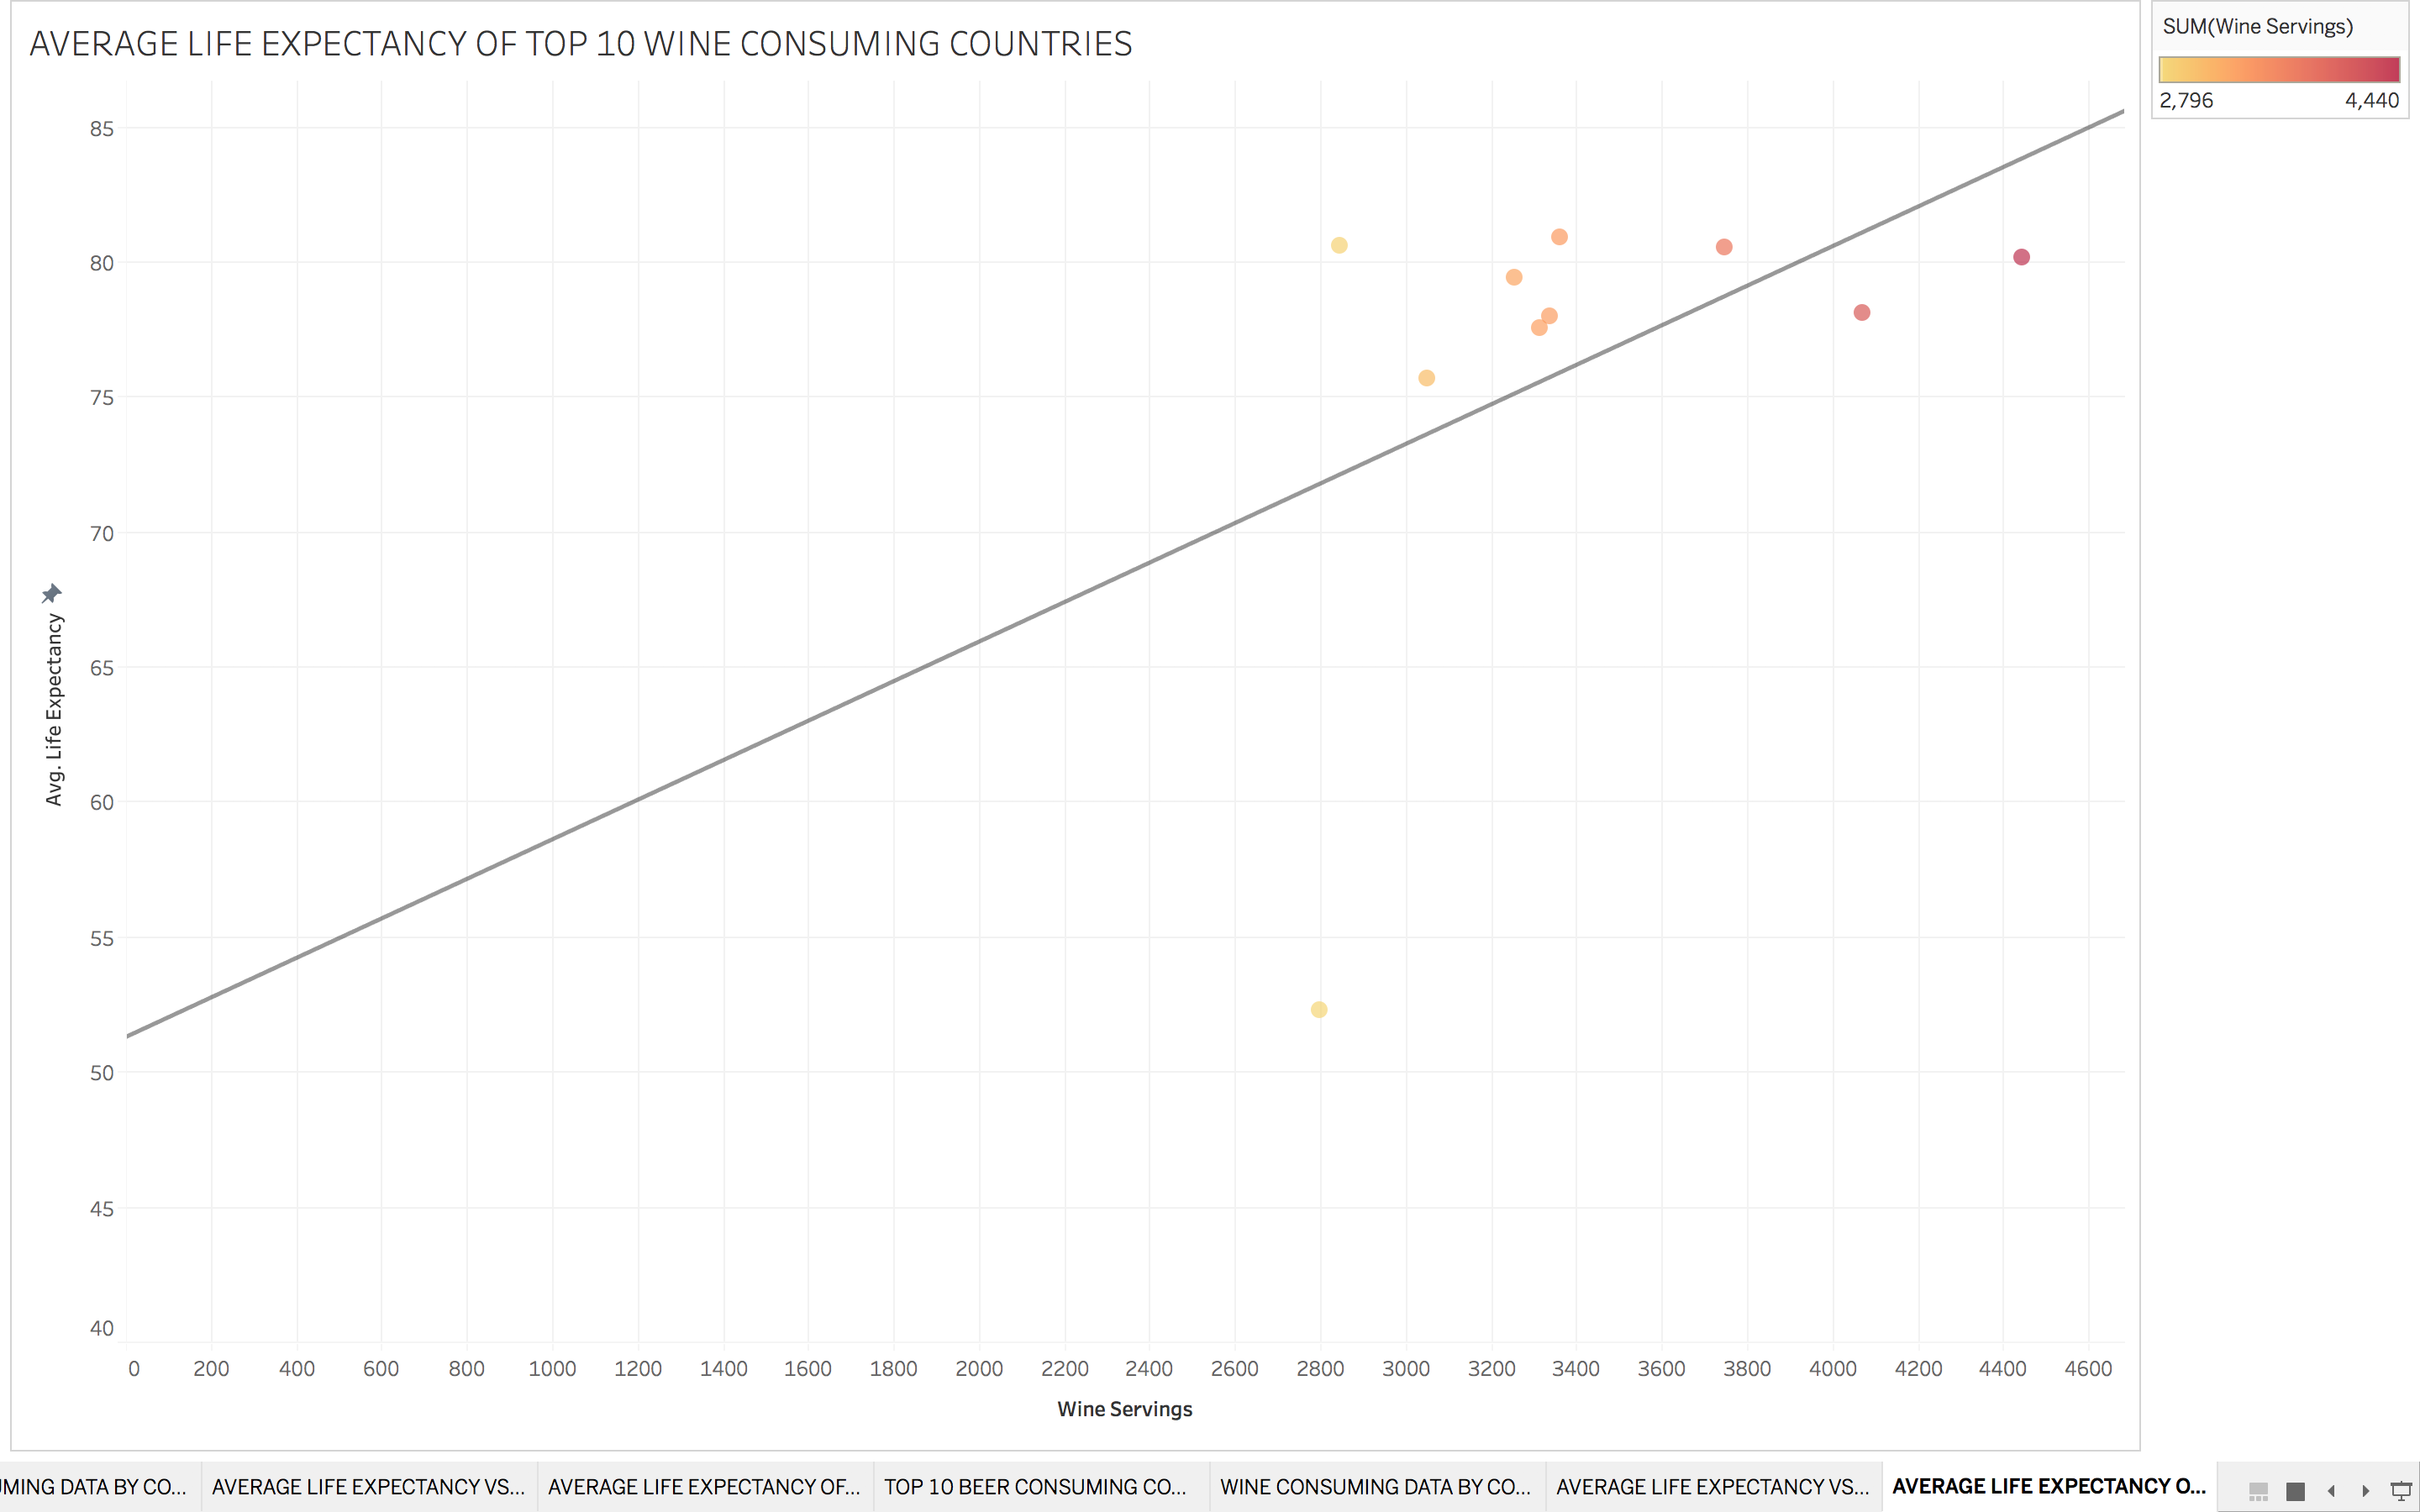 AVERAGE LIFE EXPECTANCY OF TOP 10 WINE CONSUMING COUNTRIES
SUM(Wine Servings)
2,796 4,440
85
80
75
70
65
60
55
50
45
40
Avg. Life Expectancy
0 200 400 600 800 1000 1200 1400 1600 1800 2000 2200 2400 2600 2800 3000 3200 3400 3600 3800 4000 4200 4400 4600
Wine Servings
MING DATA BY CO... AVERAGE LIFE EXPECTANCY VS... AVERAGE LIFE EXPECTANCY OF... TOP 10 BEER CONSUMING CO... WINE CONSUMING DATA BY CO... AVERAGE LIFE EXPECTANCY VS... AVERAGE LIFE EXPECTANCY O...